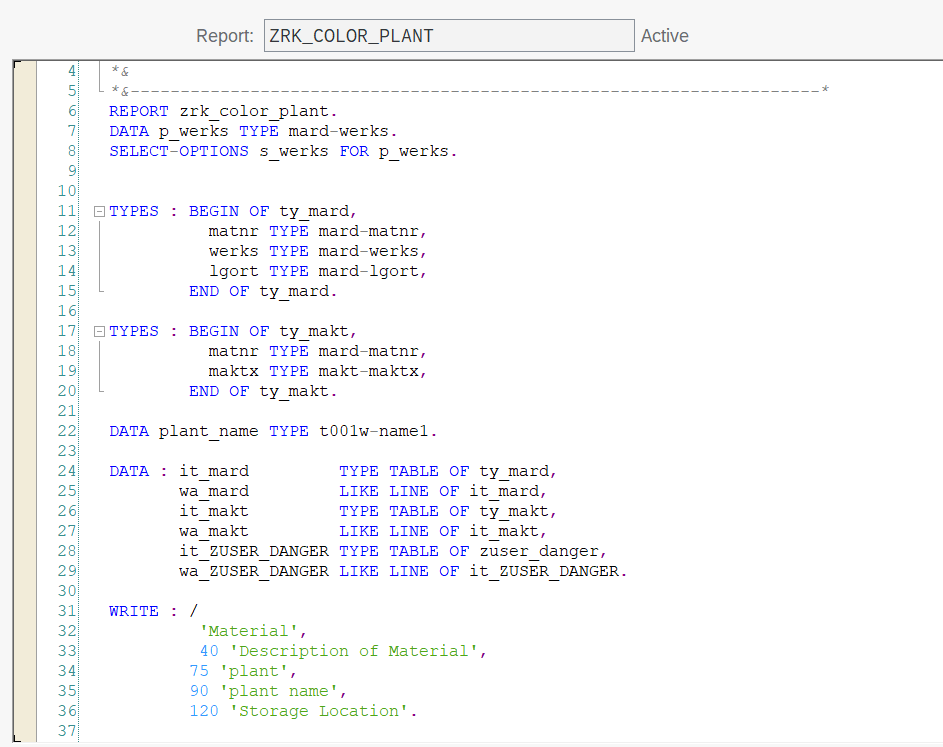 Report: ZRK_COLOR_PLANT Active
4 *&
5 *&---------------------------------------------------------------------*
6 REPORT zrk_color_plant.
7 DATA p_werks TYPE mard-werks.
8 SELECT-OPTIONS s_werks FOR p_werks.
9
10
11 TYPES : BEGIN OF ty_mard,
12 matnr TYPE mard-matnr,
13 werks TYPE mard-werks,
14 lgort TYPE mard-lgort,
15 END OF ty_mard.
16
17 TYPES : BEGIN OF ty_makt,
18 matnr TYPE mard-matnr,
19 maktx TYPE makt-maktx,
20 END OF ty_makt.
21
22 DATA plant_name TYPE t001w-name1.
23
24 DATA : it_mard TYPE TABLE OF ty_mard,
25 wa_mard LIKE LINE OF it_mard,
26 it_makt TYPE TABLE OF ty_makt,
27 wa_makt LIKE LINE OF it_makt,
28 it_ZUSER_DANGER TYPE TABLE OF zuser_danger,
29 wa_ZUSER_DANGER LIKE LINE OF it_ZUSER_DANGER.
30
31 WRITE : /
32 'Material',
33 40 'Description of Material',
34 75 'plant',
35 90 'plant name',
36 120 'Storage Location'.
37